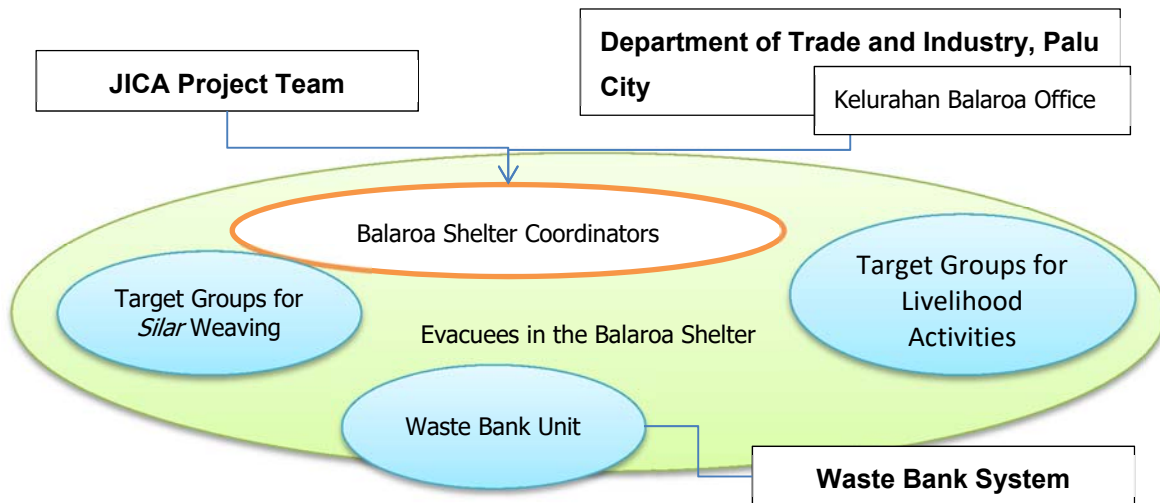 JICA Project Team
Department of Trade and Industry, Palu
City
Kelurahan Balaroa Office
Balaroa Shelter Coordinators
Target Groups for
Silar Weaving
Target Groups for
Livelihood
Activities
Evacuees in the Balaroa Shelter
Waste Bank Unit
Waste Bank System